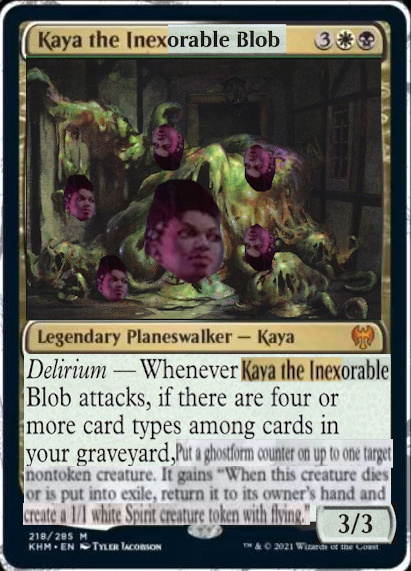 Kaya the Inexorable Blob 3
Legendary Planeswalker — Kaya
Delirium — Whenever Kaya the Inexorable
Blob attacks, if there are four or
more card types among cards in
your graveyard, Put a ghostform counter on up to one target
nontoken creature. It gains “When this creature dies
or is put into exile, return it to its owner's hand and
create a 1/1 white Spirit creature token with flying.”
3/3
218/285 M
KHM • EN Tyler Jacobson
™ & © 2021 Wizards of the Coast